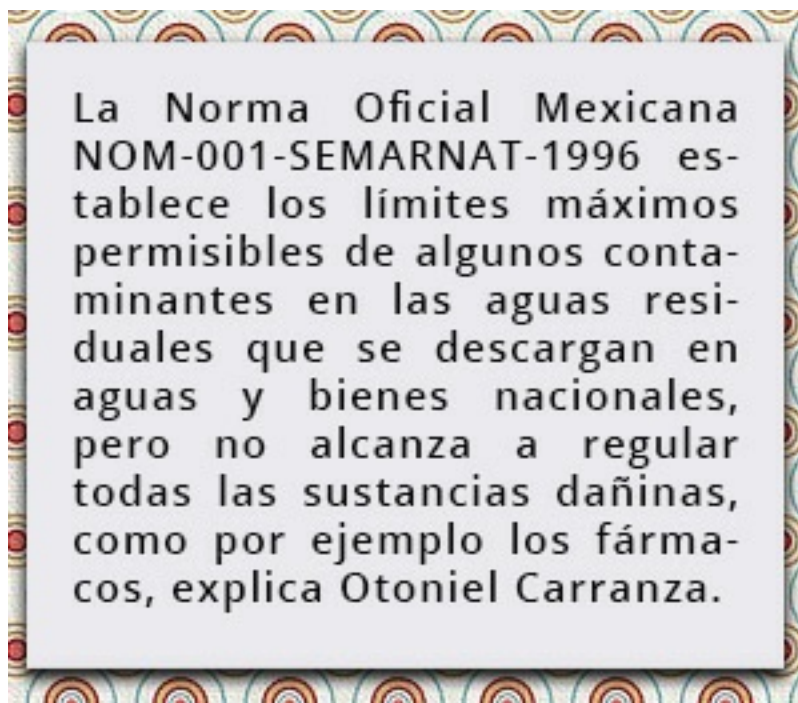 La Norma Oficial Mexicana
NOM-001-SEMARNAT-1996 es-
tablece los límites máximos
permisibles de algunos conta-
minantes en las aguas resi-
duales que se descargan en
aguas y bienes nacionales,
pero no alcanza a regular
todas las sustancias dañinas,
como por ejemplo los fárma-
cos, explica Otoniel Carranza.